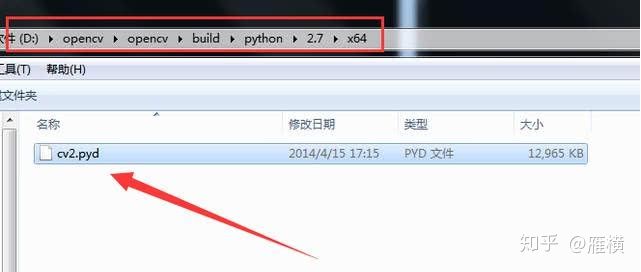 文件 (D:) ▸ opencv ▸ opencv ▸ build ▸ python ▸ 2.7 ▸ x64
工具(T) 帮助(H)
文件夹
名称 修改日期 类型 大小
cv2.pyd 2014/4/15 17:15 PYD 文件 12,965 KB
知乎 @雁横